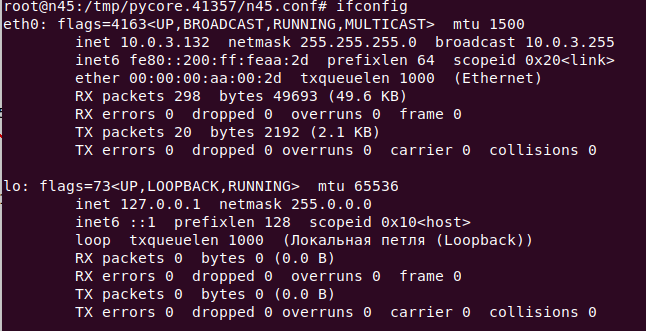 root@n45:/tmp/pycore.41357/n45.conf# ifconfig
eth0: flags=4163<UP,BROADCAST,RUNNING,MULTICAST>  mtu 1500
        inet 10.0.3.132  netmask 255.255.255.0  broadcast 10.0.3.255
        inet6 fe80::200:ff:feaa:2d  prefixlen 64  scopeid 0x20<link>
        ether 00:00:00:aa:00:2d  txqueuelen 1000  (Ethernet)
        RX packets 298  bytes 49693 (49.6 KB)
        RX errors 0  dropped 0  overruns 0  frame 0
        TX packets 20  bytes 2192 (2.1 KB)
        TX errors 0  dropped 0 overruns 0  carrier 0  collisions 0

lo: flags=73<UP,LOOPBACK,RUNNING>  mtu 65536
        inet 127.0.0.1  netmask 255.0.0.0
        inet6 ::1  prefixlen 128  scopeid 0x10<host>
        loop  txqueuelen 1000  (Локальная петля (Loopback))
        RX packets 0  bytes 0 (0.0 B)
        RX errors 0  dropped 0  overruns 0  frame 0
        TX packets 0  bytes 0 (0.0 B)
        TX errors 0  dropped 0 overruns 0  carrier 0  collisions 0